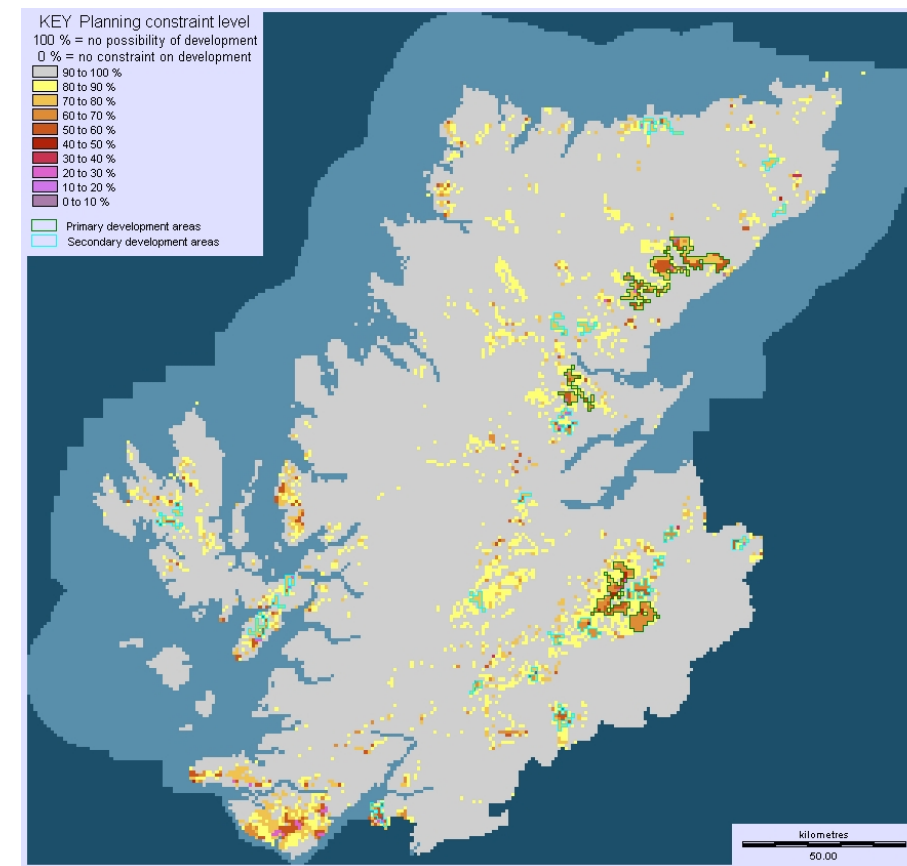 KEY Planning constraint level
100 % = no possibility of development
0 % = no constraint on development
90 to 100 %
80 to 90 %
70 to 80 %
60 to 70 %
50 to 60 %
40 to 50 %
30 to 40 %
20 to 30 %
10 to 20 %
0 to 10 %
Primary development areas
Secondary development areas
kilometres
50.00